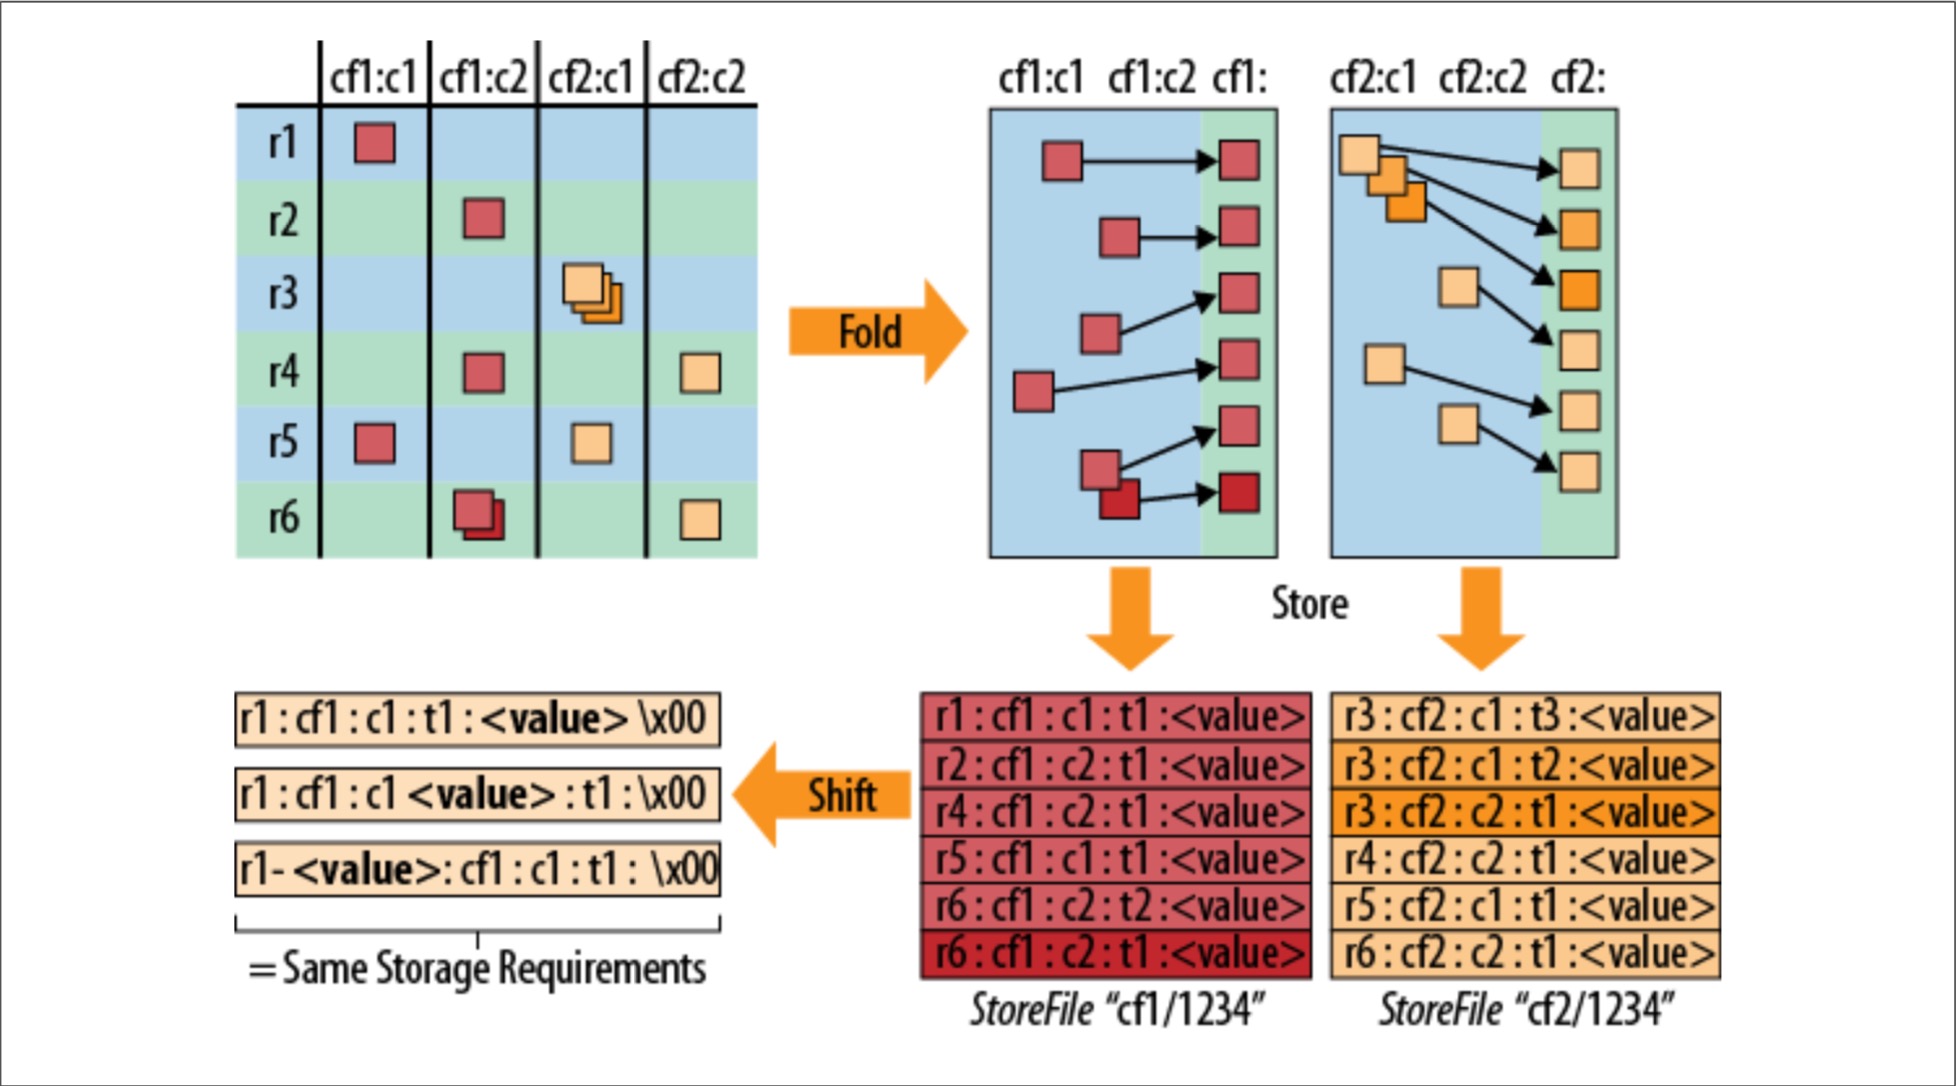 cf1:c1 cf1:c2 cf2:c1 cf2:c2
r1
r2
r3
r4
r5
r6
Fold
cf1:c1 cf1:c2 cf1:
cf2:c1 cf2:c2 cf2:
Store
r1 : cf1 : c1 : t1 :<value>
r2 : cf1 : c2 : t1 :<value>
r4 : cf1 : c2 : t1 :<value>
r5 : cf1 : c1 : t1 :<value>
r6 : cf1 : c2 : t2 :<value>
r6 : cf1 : c2 : t1 :<value>
StoreFile “cf1/1234”
r3 : cf2 : c1 : t3 :<value>
r3 : cf2 : c1 : t2 :<value>
r3 : cf2 : c2 : t1 :<value>
r4 : cf2 : c2 : t1 :<value>
r5 : cf2 : c1 : t1 :<value>
r6 : cf2 : c2 : t1 :<value>
StoreFile “cf2/1234”
Shift
r1 : cf1 : c1 : t1 : <value> \x00
r1 : cf1 : c1 <value> : t1 : \x00
r1- <value>: cf1 : c1 : t1 : \x00
= Same Storage Requirements